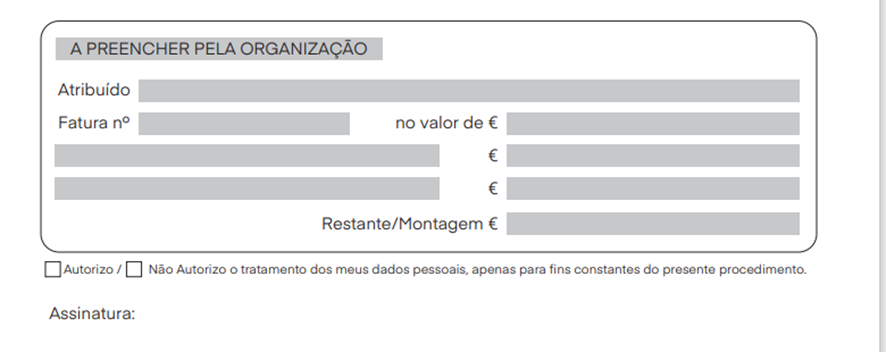 A PREENCHER PELA ORGANIZAÇÃO
Atribuído
Fatura nº no valor de €
€
€
Restante/Montagem €
Autorizo / Não Autorizo o tratamento dos meus dados pessoais, apenas para fins constantes do presente procedimento.
Assinatura: